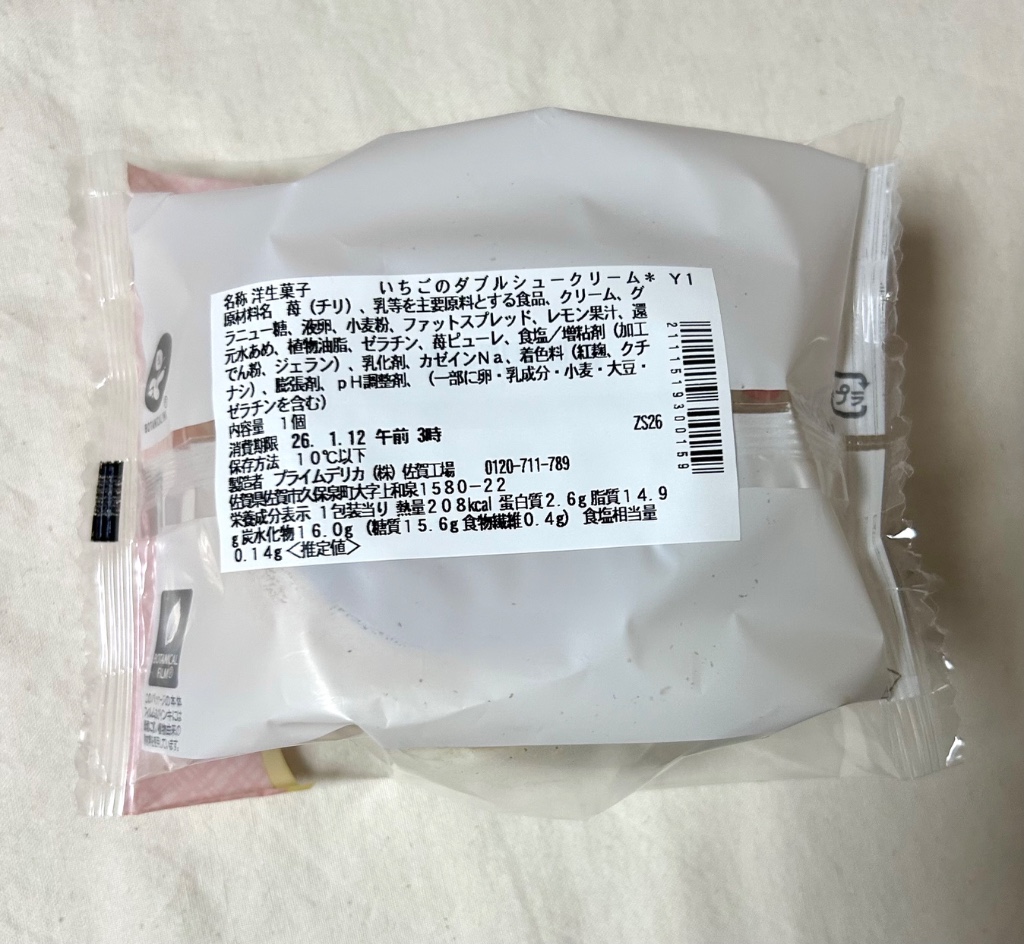 名称 洋生菓子 いちごのダブルシュークリーム* Y1
原材料名 苺（チリ）、乳等を主要原料とする食品、クリーム、グ
ラニュー糖、液卵、小麦粉、ファットスプレッド、レモン果汁、還
元水あめ、植物油脂、ゼラチン、苺ピューレ、食塩／増粘剤（加工
でん粉、ジェラン）、乳化剤、カゼインNa、着色料（紅麹、クチ
ナシ）、膨張剤、pH調整剤、（一部に卵・乳成分・小麦・大豆・
ゼラチンを含む）
内容量 1個
ZS26
消費期限 26. 1.12 午前 3時
保存方法 10℃以下
製造者 プライムデリカ（株）佐賀工場 0120-711-789
佐賀県佐賀市久保泉町大字上和泉1580-22
栄養成分表示 1包装当り 熱量208kcal 蛋白質2.6g 脂質14.9
g 炭水化物16.0g （糖質15.6g 食物繊維0.4g） 食塩相当量
0.14g＜推定値＞
2111519300159
プラ
BOTANICAL
FILM